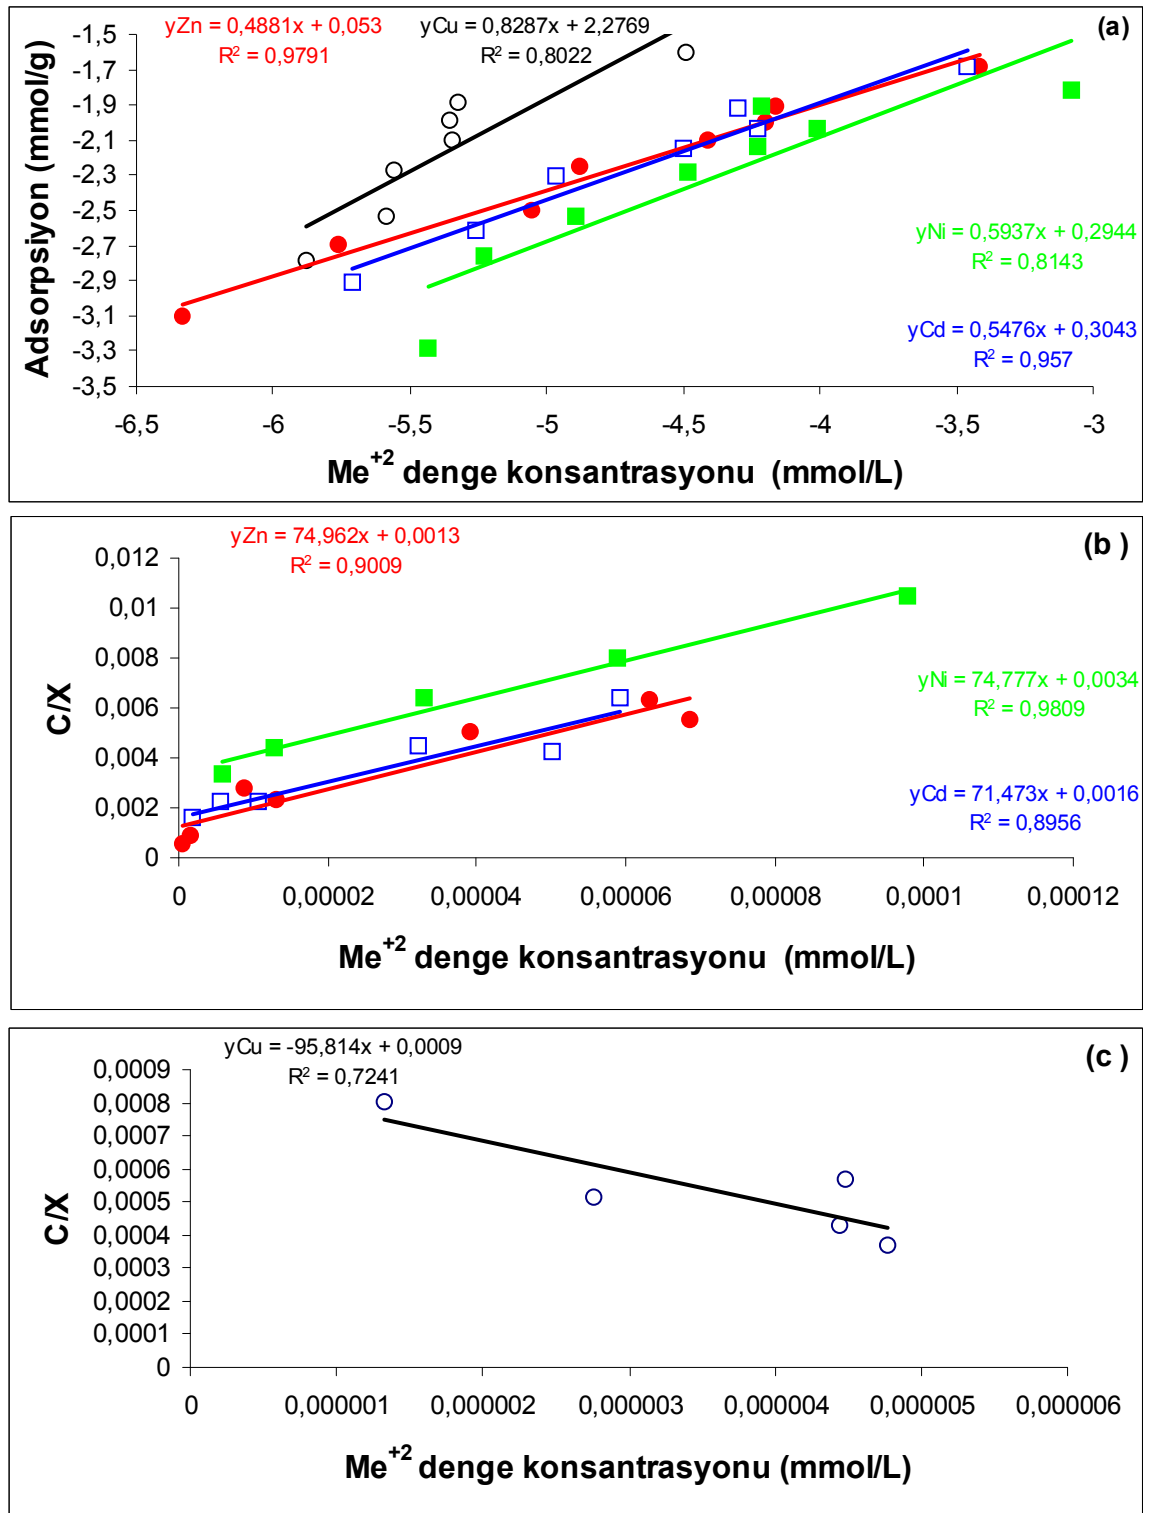 yZn = 0,4881x + 0,053
R² = 0,9791
yCu = 0,8287x + 2,2769
R² = 0,8022
(a)
Adsorpsiyon (mmol/g)
-1,5
-1,7
-1,9
-2,1
-2,3
-2,5
-2,7
-2,9
-3,1
-3,3
-3,5
yNi = 0,5937x + 0,2944
R² = 0,8143
yCd = 0,5476x + 0,3043
R² = 0,957
-6,5 -6 -5,5 -5 -4,5 -4 -3,5 -3
Me⁺² denge konsantrasyonu (mmol/L)
yZn = 74,962x + 0,0013
R² = 0,9009
(b )
C/X
0,012
0,01
0,008
0,006
0,004
0,002
0
yNi = 74,777x + 0,0034
R² = 0,9809
yCd = 71,473x + 0,0016
R² = 0,8956
0 0,00002 0,00004 0,00006 0,00008 0,0001 0,00012
Me⁺² denge konsantrasyonu (mmol/L)
yCu = -95,814x + 0,0009
R² = 0,7241
(c )
C/X
0,0009
0,0008
0,0007
0,0006
0,0005
0,0004
0,0003
0,0002
0,0001
0
0 0,000001 0,000002 0,000003 0,000004 0,000005 0,000006
Me⁺² denge konsantrasyonu (mmol/L)